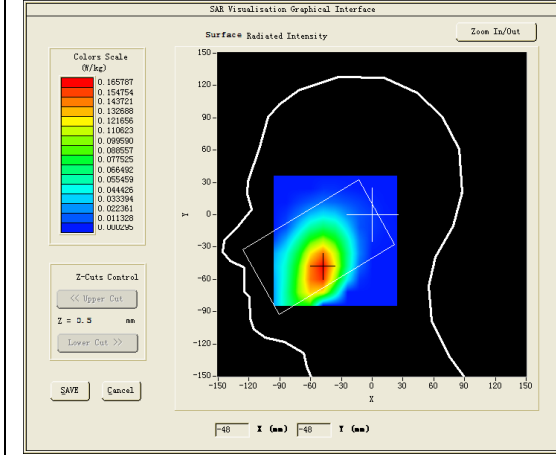 SAR Visualisation Graphical Interface
Surface Radiated Intensity
Zoom In/Out
Colors Scale
(W/kg)
0.165787
0.154754
0.143721
0.132688
0.121656
0.110623
0.099590
0.088557
0.077525
0.066492
0.055459
0.044426
0.033394
0.022361
0.011328
0.000295
Z-Cuts Control
<< Upper Cut
Z = 0.5 mm
Lower Cut >>
SAVE
Cancel
150
120
90
60
30
0
-30
-60
-90
-120
-150
Y
-150 -120 -90 -60 -30 0 30 60 90 120 150
X
-48 X (mm) -48 Y (mm)